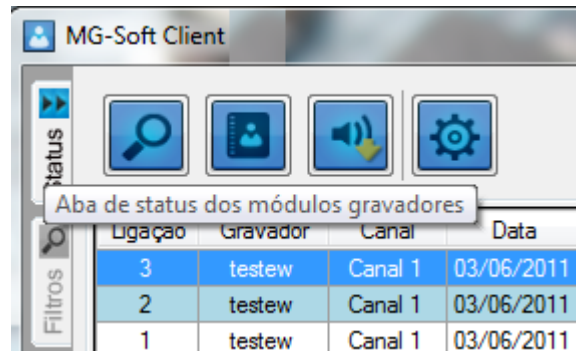 MG-Soft Client
Status
Aba de status dos módulos gravadores
Ligação Gravador Canal Data
3 testew Canal 1 03/06/2011
Filtros
2 testew Canal 1 03/06/2011
1 testew Canal 1 03/06/2011